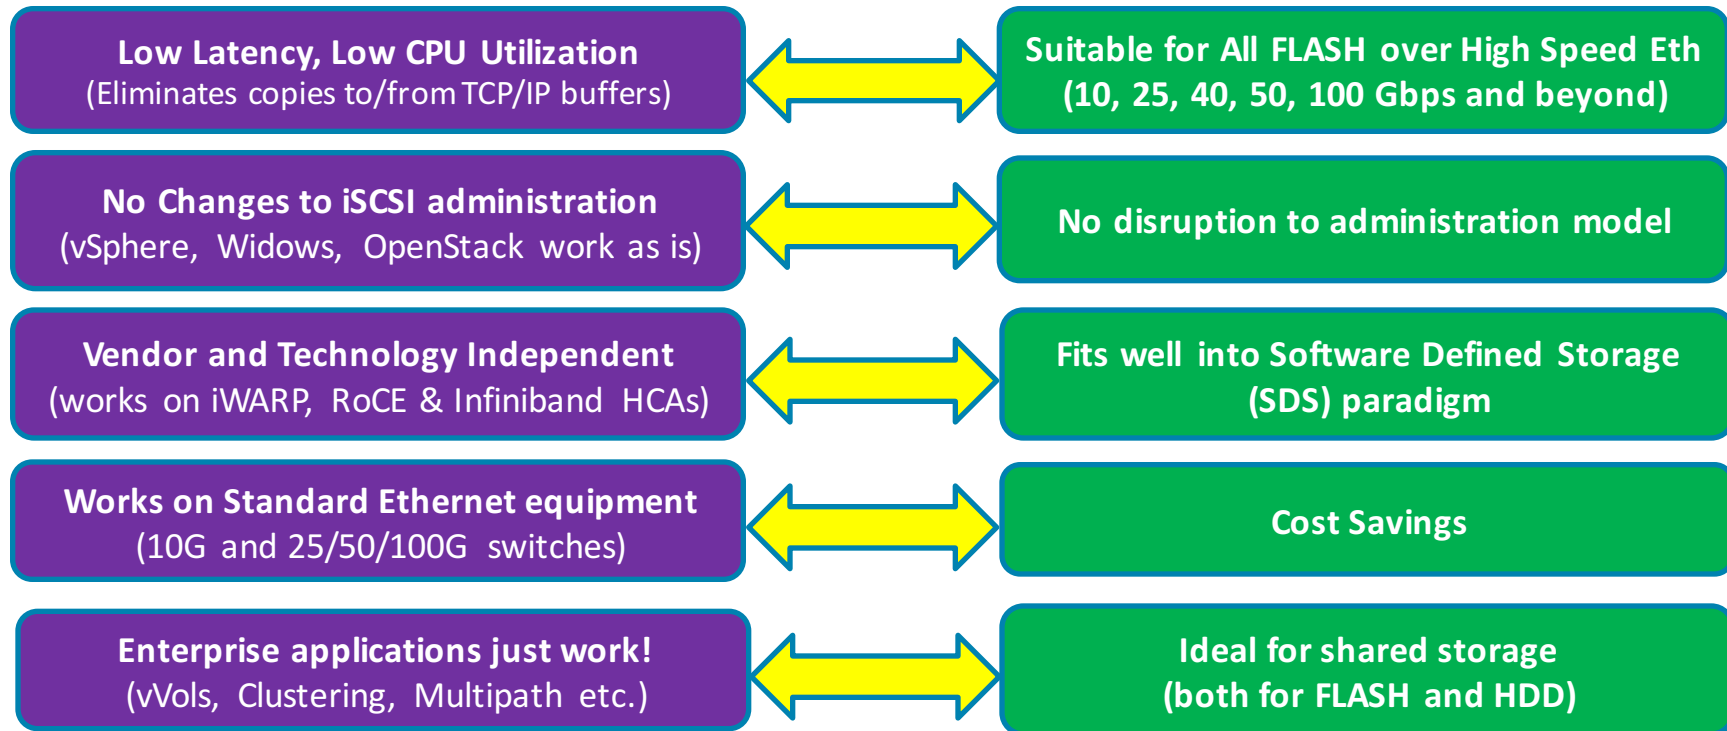 Low Latency, Low CPU Utilization
(Eliminates copies to/from TCP/IP buffers)
Suitable for All FLASH over High Speed Eth
(10, 25, 40, 50, 100 Gbps and beyond)
No Changes to iSCSI administration
(vSphere, Widows, OpenStack work as is)
No disruption to administration model
Vendor and Technology Independent
(works on iWARP, RoCE & Infiniband HCAs)
Fits well into Software Defined Storage
(SDS) paradigm
Works on Standard Ethernet equipment
(10G and 25/50/100G switches)
Cost Savings
Enterprise applications just work!
(vVols, Clustering, Multipath etc.)
Ideal for shared storage
(both for FLASH and HDD)